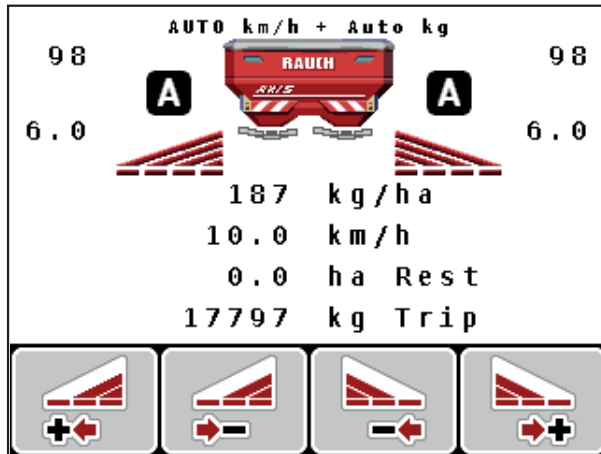 AUTO km/h + Auto kg
98
98
RAUCH
AXIS
A
A
6.0
6.0
187 kg/ha
10.0 km/h
0.0 ha Rest
17797 kg Trip